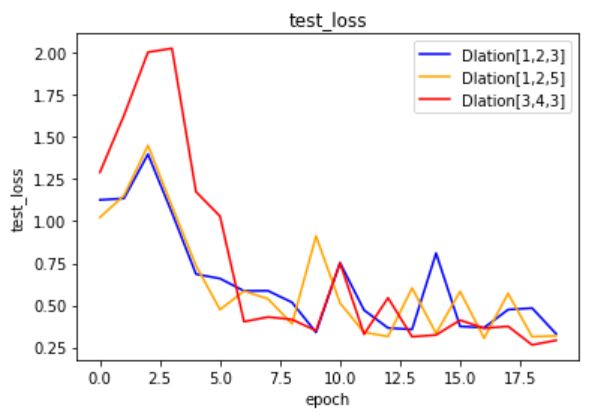 test_loss
2.00
1.75
1.50
1.25
1.00
0.75
0.50
0.25
test_loss
Dlation[1,2,3]
Dlation[1,2,5]
Dlation[3,4,3]
0.0 2.5 5.0 7.5 10.0 12.5 15.0 17.5
epoch